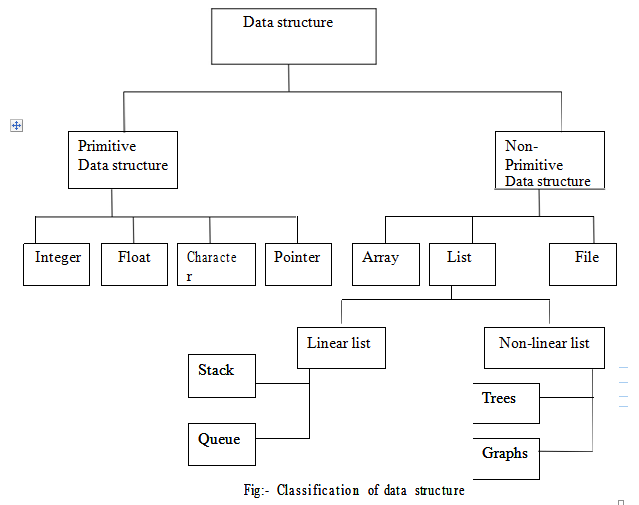 Data structure
Primitive
Data structure
Non-
Primitive
Data structure
Integer
Float
Characte
r
Pointer
Array
List
File
Linear list
Non-linear list
Stack
Trees
Queue
Graphs
Fig:- Classification of data structure